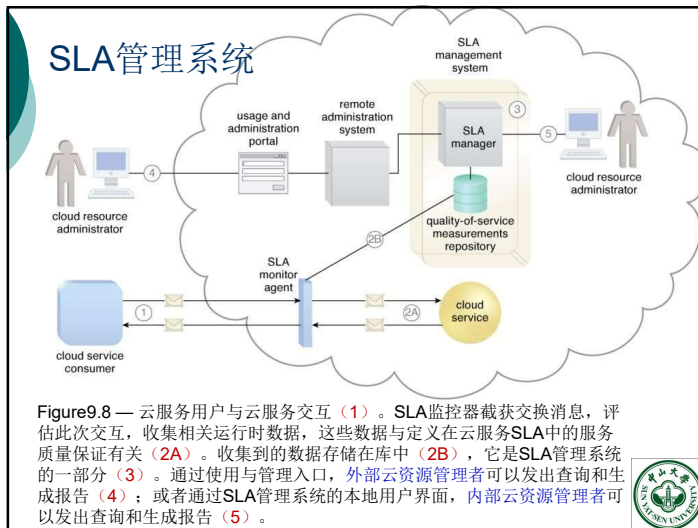 SLA管理系统
SLA
management
system
usage and
administration
portal
remote
administration
system
3
SLA
manager
4
5
cloud resource
administrator
cloud resource
administrator
quality-of-service
measurements
repository
2B
SLA
monitor
agent
1
2A
cloud
service
cloud service
consumer
Figure9.8 — 云服务用户与云服务交互（1）。SLA监控器截获交换消息，评
估此次交互，收集相关运行时数据，这些数据与定义在云服务SLA中的服务
质量保证有关（2A）。收集到的数据存储在库中（2B），它是SLA管理系统
的一部分（3）。通过使用与管理入口，外部云资源管理者可以发出查询和生
成报告（4）；或者通过SLA管理系统的本地用户界面，内部云资源管理者可
以发出查询和生成报告（5）。
中山大学
SUN YAT-SEN UNIVERSITY